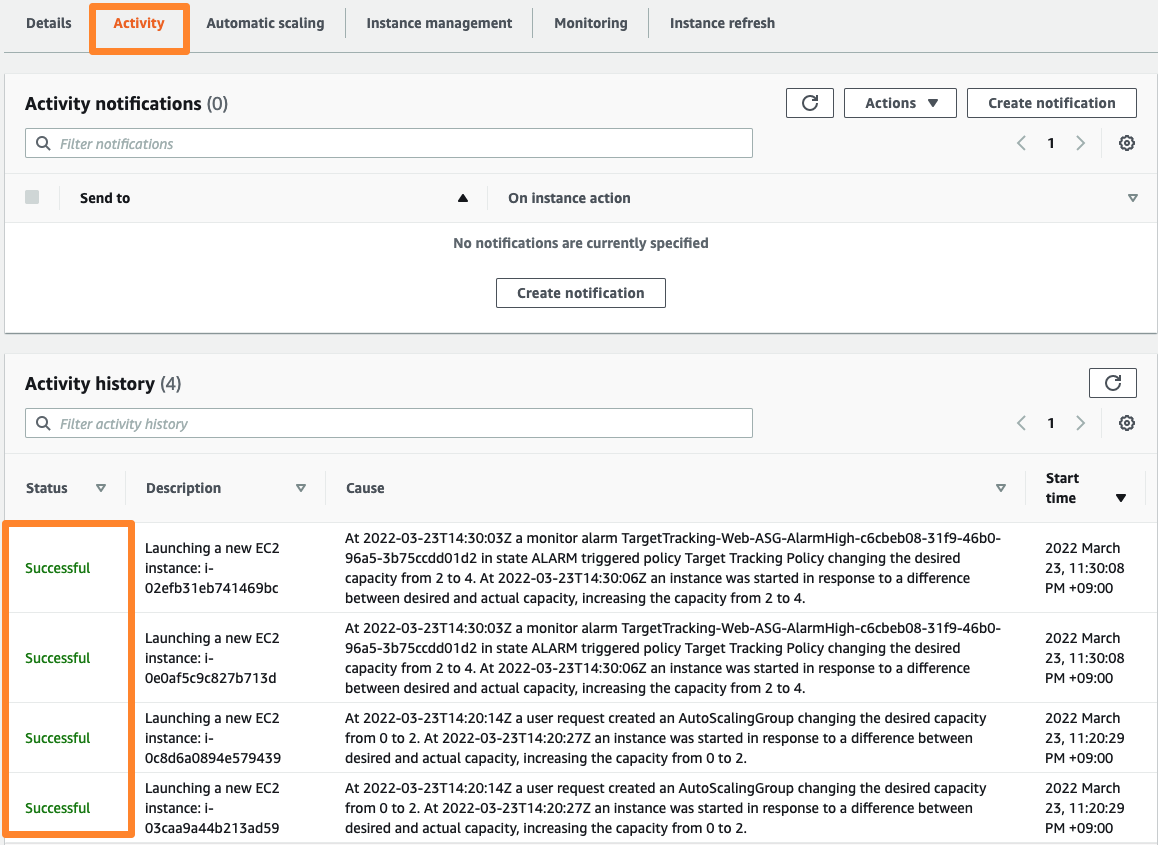 Details Activity Automatic scaling Instance management Monitoring Instance refresh
Activity notifications (0)
Actions
Create notification
Filter notifications
1
Send to
On instance action
No notifications are currently specified
Create notification
Activity history (4)
Filter activity history
1
Status
Description
Cause
Start
time
Successful
Launching a new EC2
instance: i-
02efb31eb741469bc
At 2022-03-23T14:30:03Z a monitor alarm TargetTracking-Web-ASG-AlarmHigh-c6cbeb08-31f9-46b0-
96a5-3b75ccdd01d2 in state ALARM triggered policy Target Tracking Policy changing the desired
capacity from 2 to 4. At 2022-03-23T14:30:06Z an instance was started in response to a difference
between desired and actual capacity, increasing the capacity from 2 to 4.
2022 March
23, 11:30:08
PM +09:00
Successful
Launching a new EC2
instance: i-
0e0af5c9c827b713d
At 2022-03-23T14:30:03Z a monitor alarm TargetTracking-Web-ASG-AlarmHigh-c6cbeb08-31f9-46b0-
96a5-3b75ccdd01d2 in state ALARM triggered policy Target Tracking Policy changing the desired
capacity from 2 to 4. At 2022-03-23T14:30:06Z an instance was started in response to a difference
between desired and actual capacity, increasing the capacity from 2 to 4.
2022 March
23, 11:30:08
PM +09:00
Successful
Launching a new EC2
instance: i-
0c8d6a0894e579439
At 2022-03-23T14:20:14Z a user request created an AutoScalingGroup changing the desired capacity
from 0 to 2. At 2022-03-23T14:20:27Z an instance was started in response to a difference between
desired and actual capacity, increasing the capacity from 0 to 2.
2022 March
23, 11:20:29
PM +09:00
Successful
Launching a new EC2
instance: i-
03caa9a44b213ad59
At 2022-03-23T14:20:14Z a user request created an AutoScalingGroup changing the desired capacity
from 0 to 2. At 2022-03-23T14:20:27Z an instance was started in response to a difference between
desired and actual capacity, increasing the capacity from 0 to 2.
2022 March
23, 11:20:29
PM +09:00